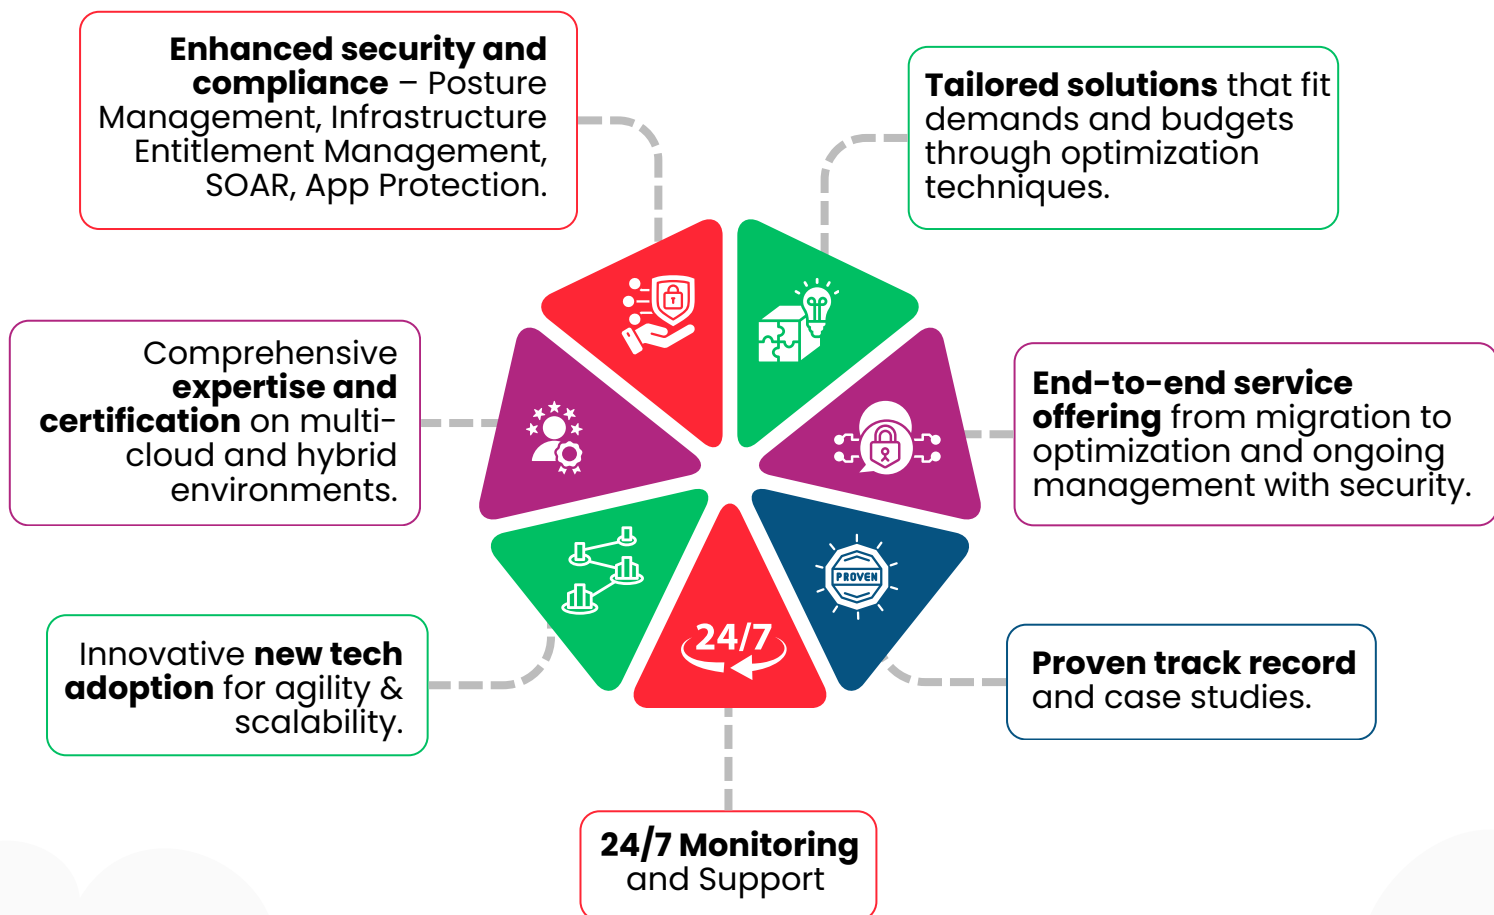 Enhanced security and
compliance – Posture
Management, Infrastructure
Entitlement Management,
SOAR, App Protection.
Tailored solutions that fit
demands and budgets
through optimization
techniques.
Comprehensive
expertise and
certification on multi-
cloud and hybrid
environments.
End-to-end service
offering from migration to
optimization and ongoing
management with security.
PROVEN
24/7
Innovative new tech
adoption for agility &
scalability.
Proven track record
and case studies.
24/7 Monitoring
and Support